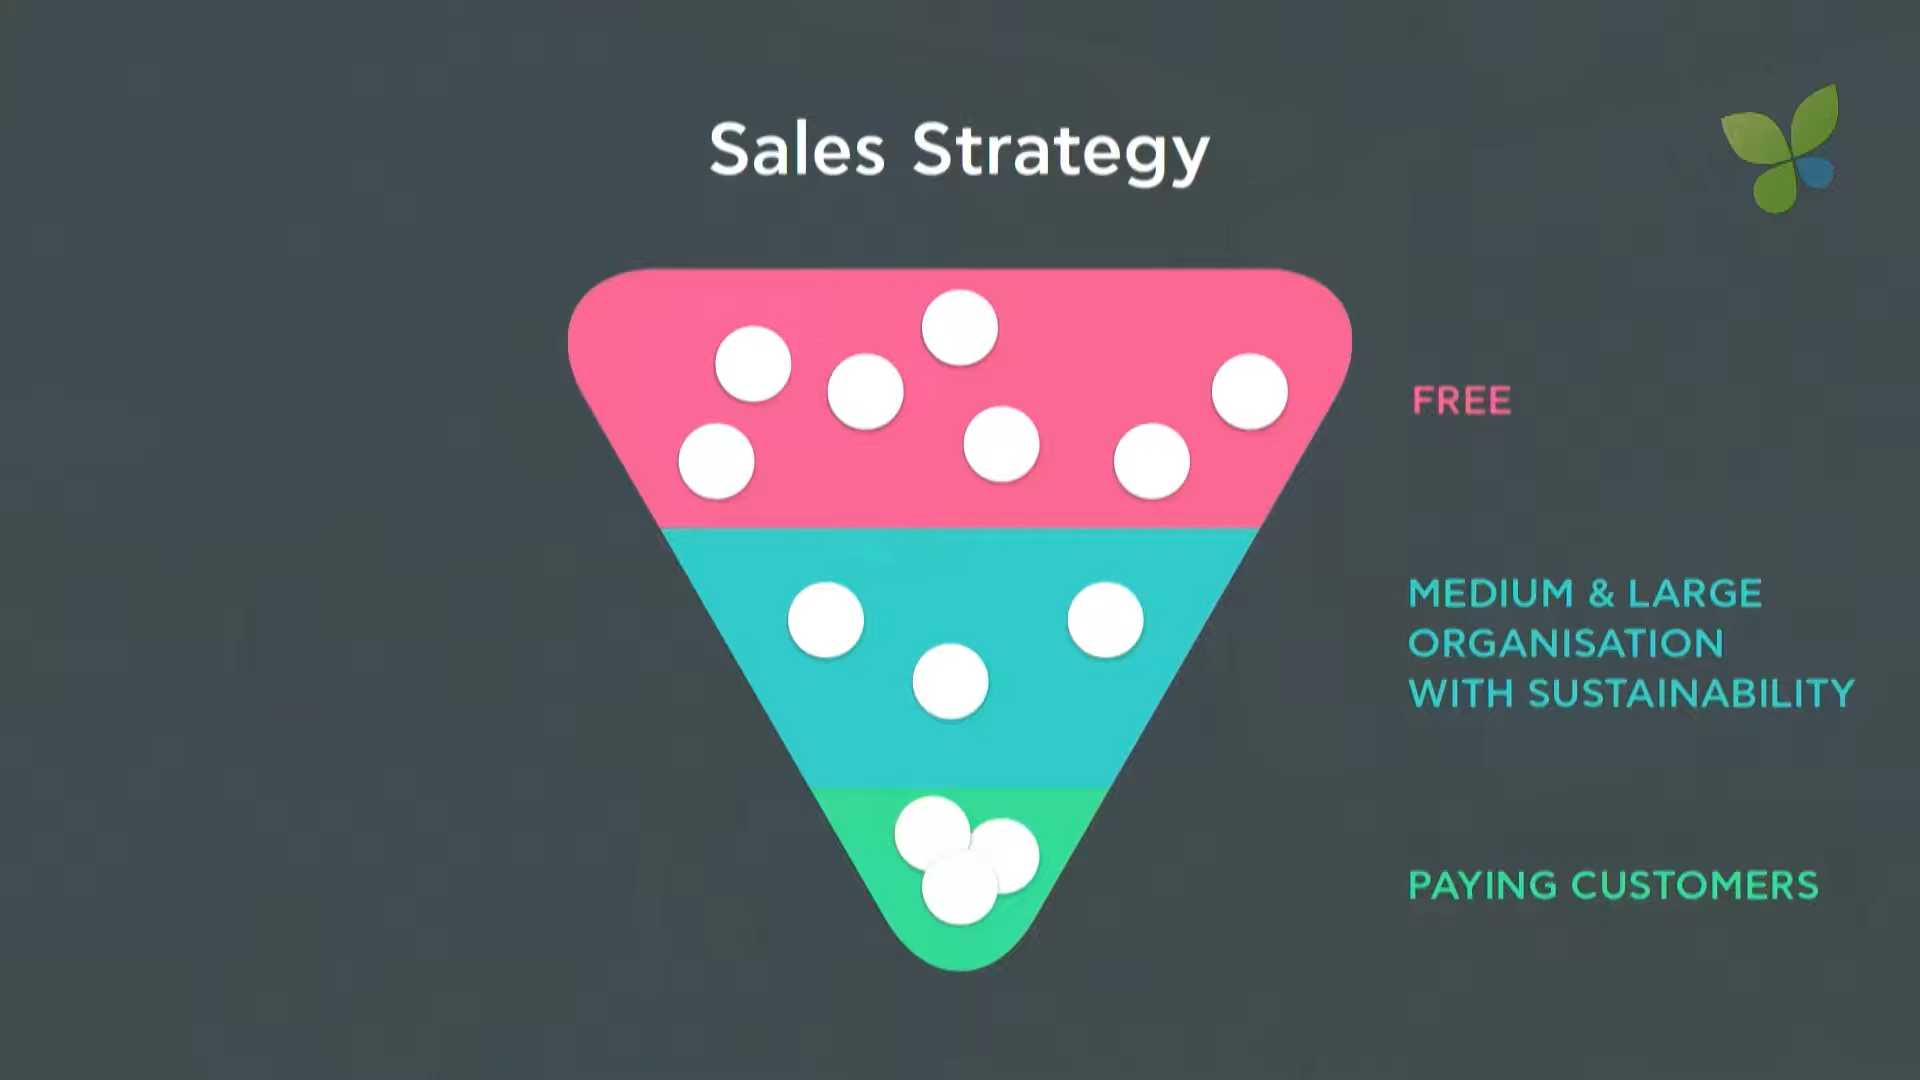 Sales Strategy
FREE
MEDIUM & LARGE
ORGANISATION
WITH SUSTAINABILITY
PAYING CUSTOMERS